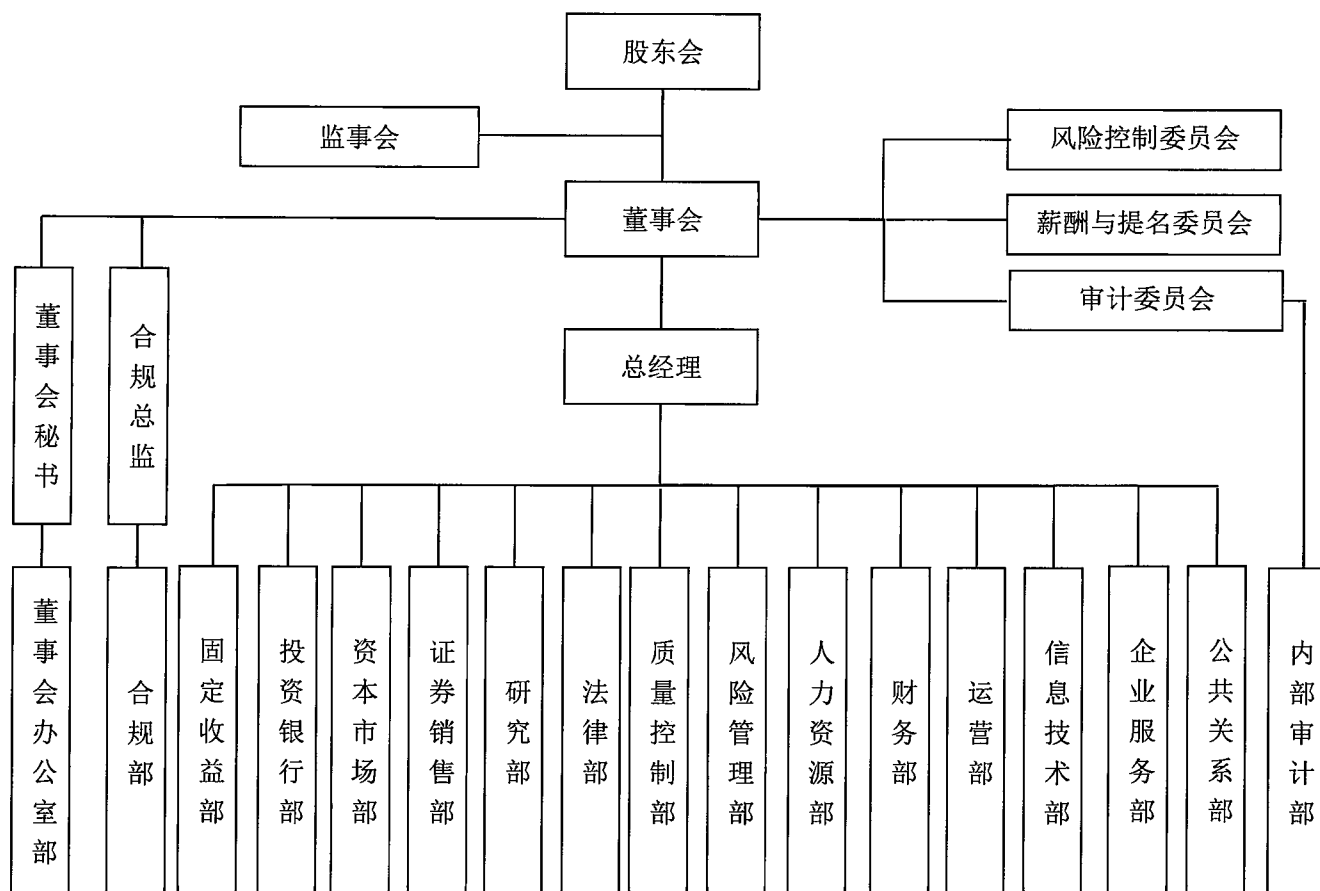 股东会
监事会
风险控制委员会
董事会
薪酬与提名委员会
审计委员会
董事会秘书
合规总监
总经理
董事会办公室部
合规部
固定收益部
投资银行部
资本市场部
证券销售部
研究部
法律部
质量控制部
风险管理部
人力资源部
财务部
运营部
信息技术部
企业服务部
公共关系部
内部审计部